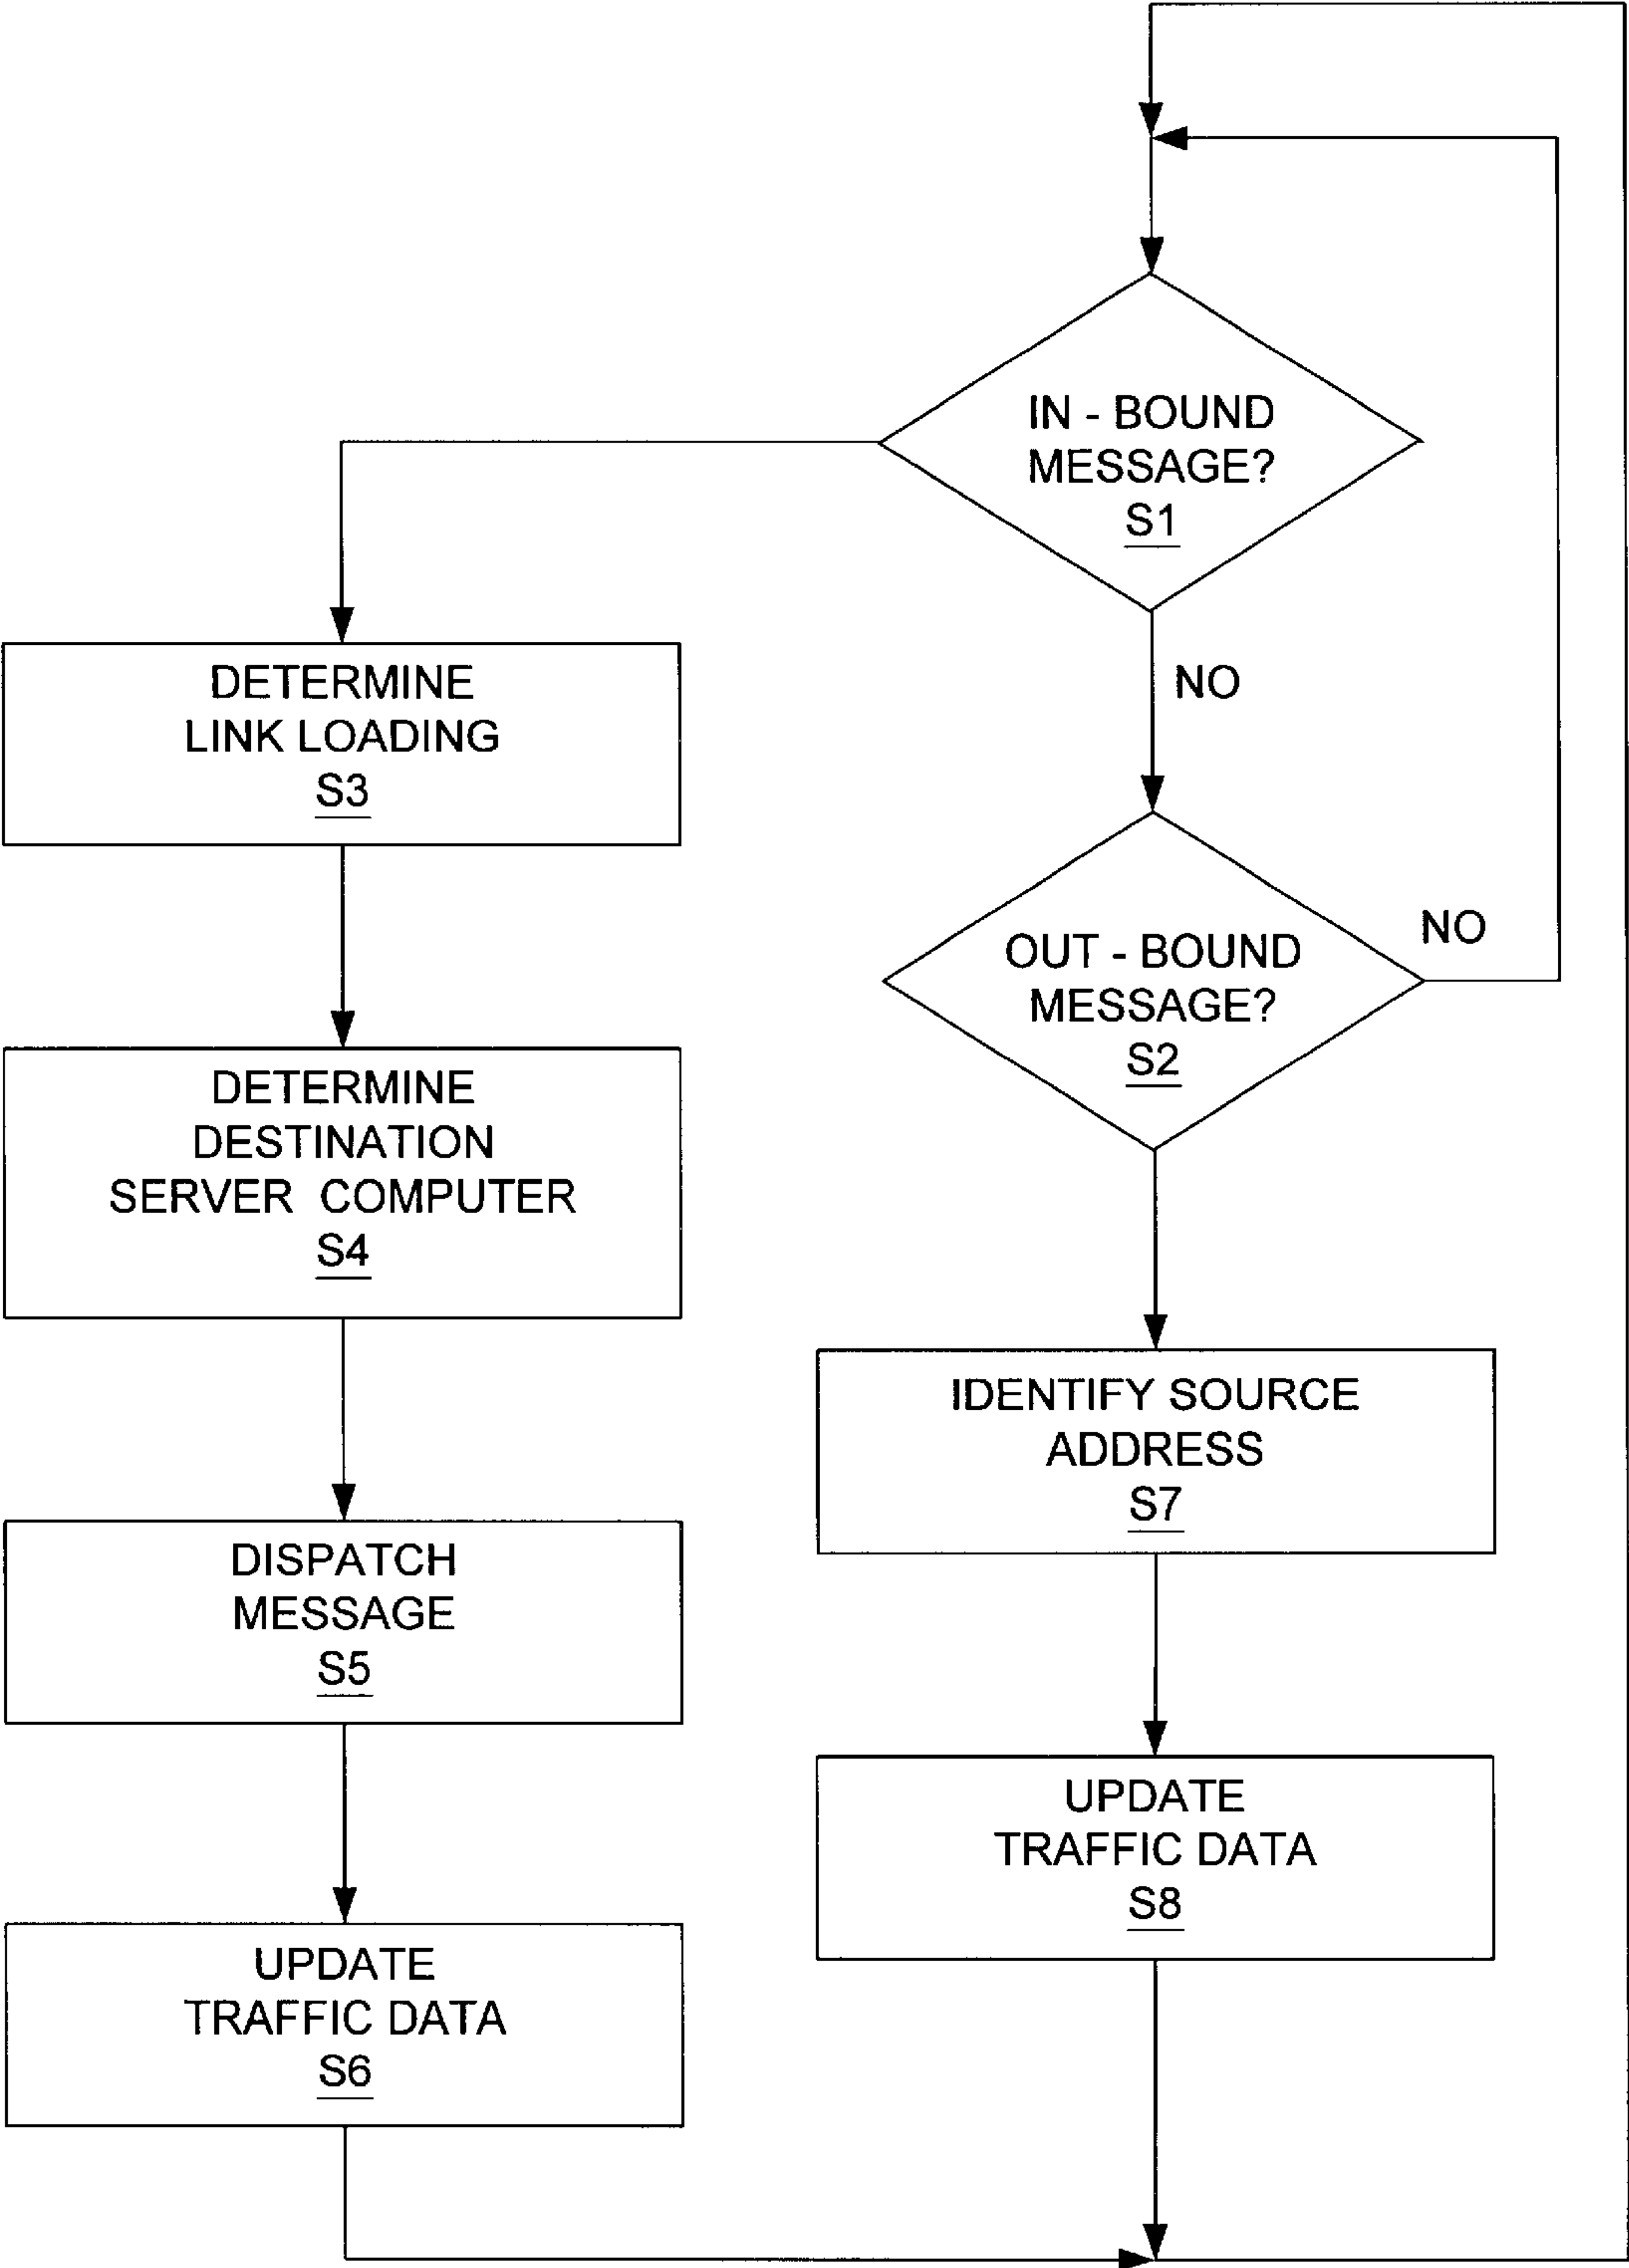 IN - BOUND
MESSAGE?
S1
NO
DETERMINE
LINK LOADING
S3
OUT - BOUND
MESSAGE?
S2
NO
DETERMINE
DESTINATION
SERVER COMPUTER
S4
IDENTIFY SOURCE
ADDRESS
S7
DISPATCH
MESSAGE
S5
UPDATE
TRAFFIC DATA
S8
UPDATE
TRAFFIC DATA
S6